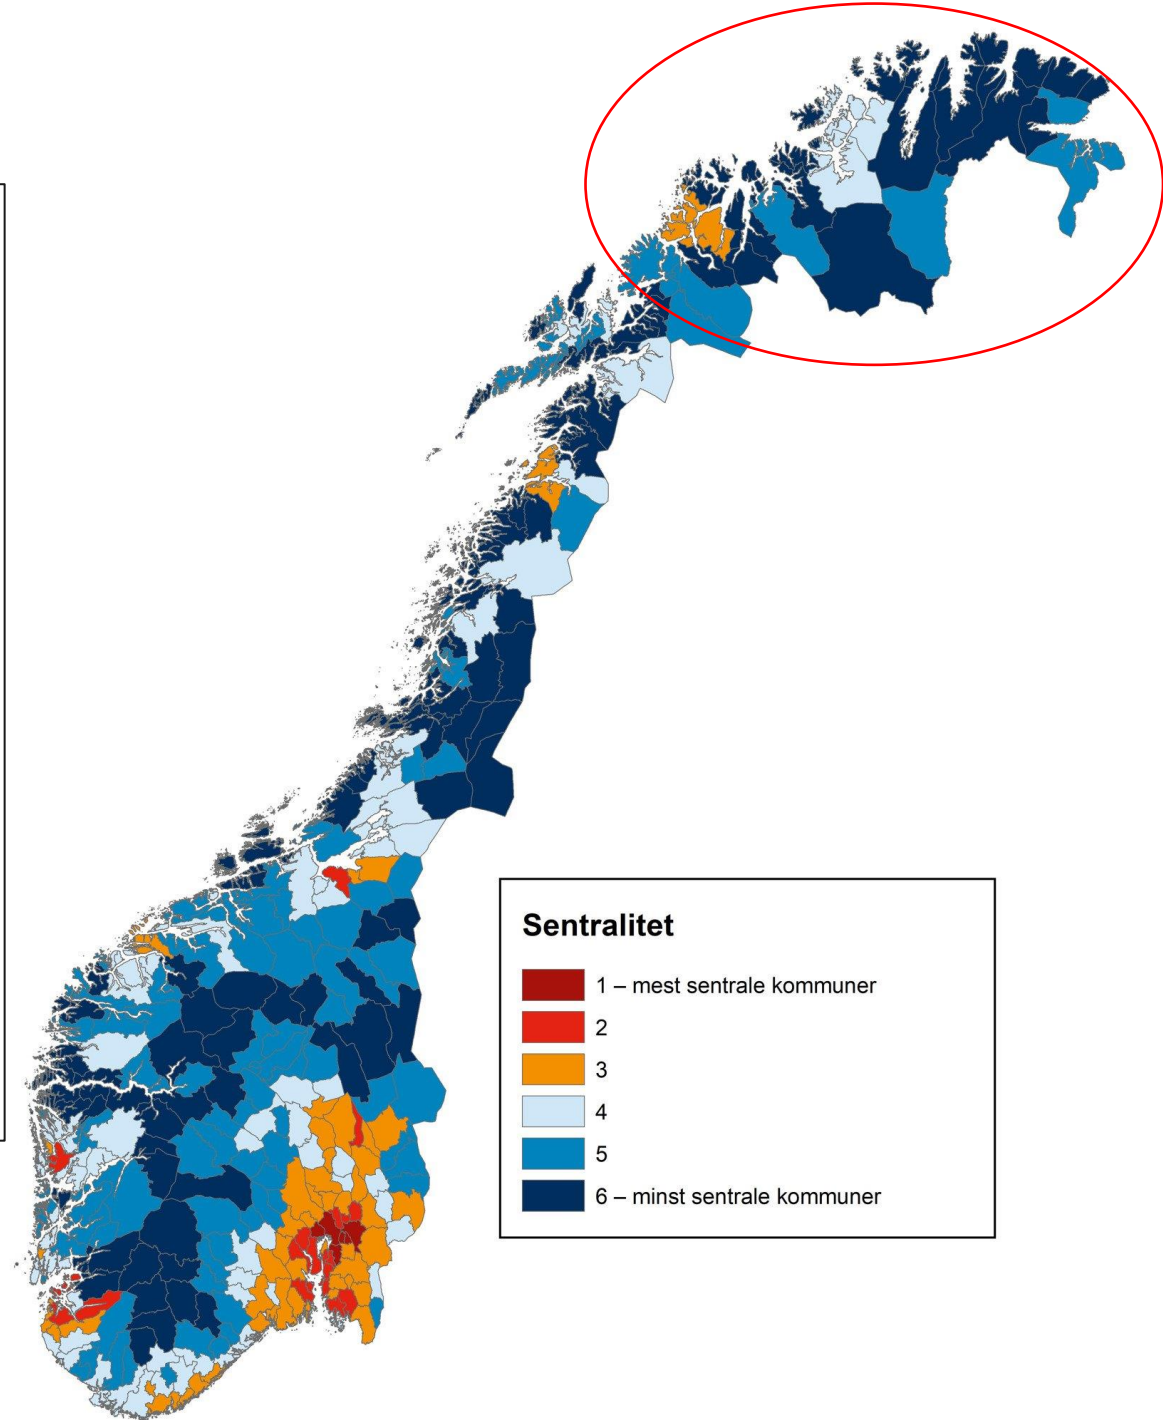 Sentralitet
1 – mest sentrale kommuner
2
3
4
5
6 – minst sentrale kommuner